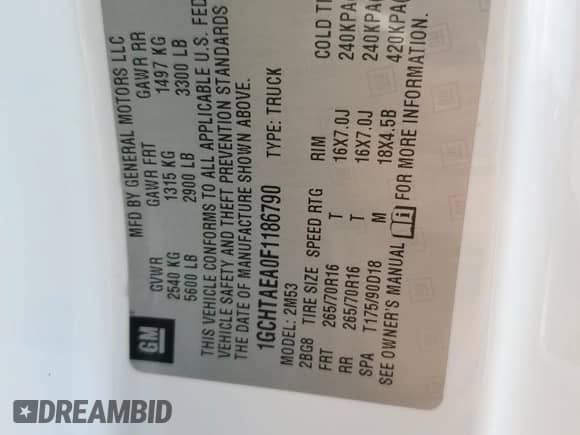 MFD BY GENERAL MOTORS LLC
GVWR GAWR FRT GAWR RR
2540 KG 1315 KG 1497 KG
5600 LB 2900 LB 3300 LB
THIS VEHICLE CONFORMS TO ALL APPLICABLE U.S. FED
VEHICLE SAFETY AND THEFT PREVENTION STANDARDS
THE DATE OF MANUFACTURE SHOWN ABOVE.
1GCHTAEA0F1186790 TYPE: TRUCK
MODEL: 2M53
2BG8 TIRE SIZE SPEED RTG RIM COLD TI
FRT 265/70R16 T 16X7.0J 240KPA
RR 265/70R16 T 16X7.0J 240KPA
SPA T175/90D18 M 18X4.5B 420KPA
SEE OWNER'S MANUAL FOR MORE INFORMATION.
GM
DREAMBID